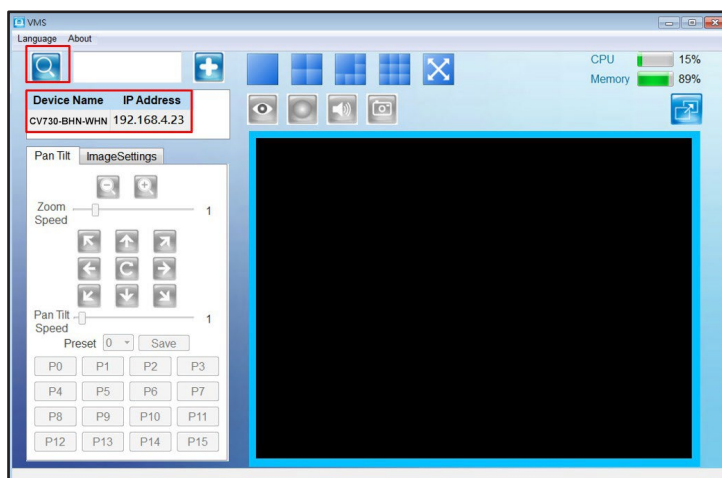 VMS
Language About
CPU 15%
Memory 89%
Device Name IP Address
CV730-BHN-WHN 192.168.4.23
Pan Tilt ImageSettings
Zoom Speed 1
Pan Tilt Speed 1
Preset 0 Save
P0 P1 P2 P3
P4 P5 P6 P7
P8 P9 P10 P11
P12 P13 P14 P15